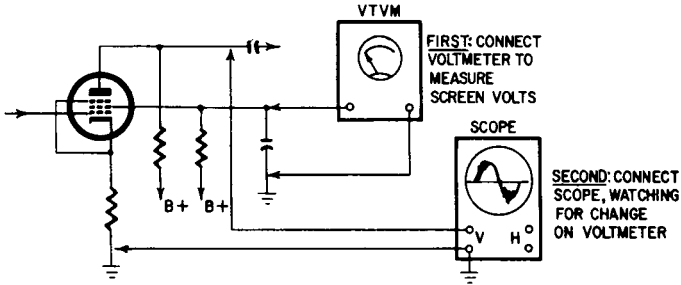 VTVM
FIRST: CONNECT
VOLTMETER TO
MEASURE
SCREEN VOLTS
SCOPE
SECOND: CONNECT
SCOPE, WATCHING
FOR CHANGE
ON VOLTMETER
B+
B+
V
H